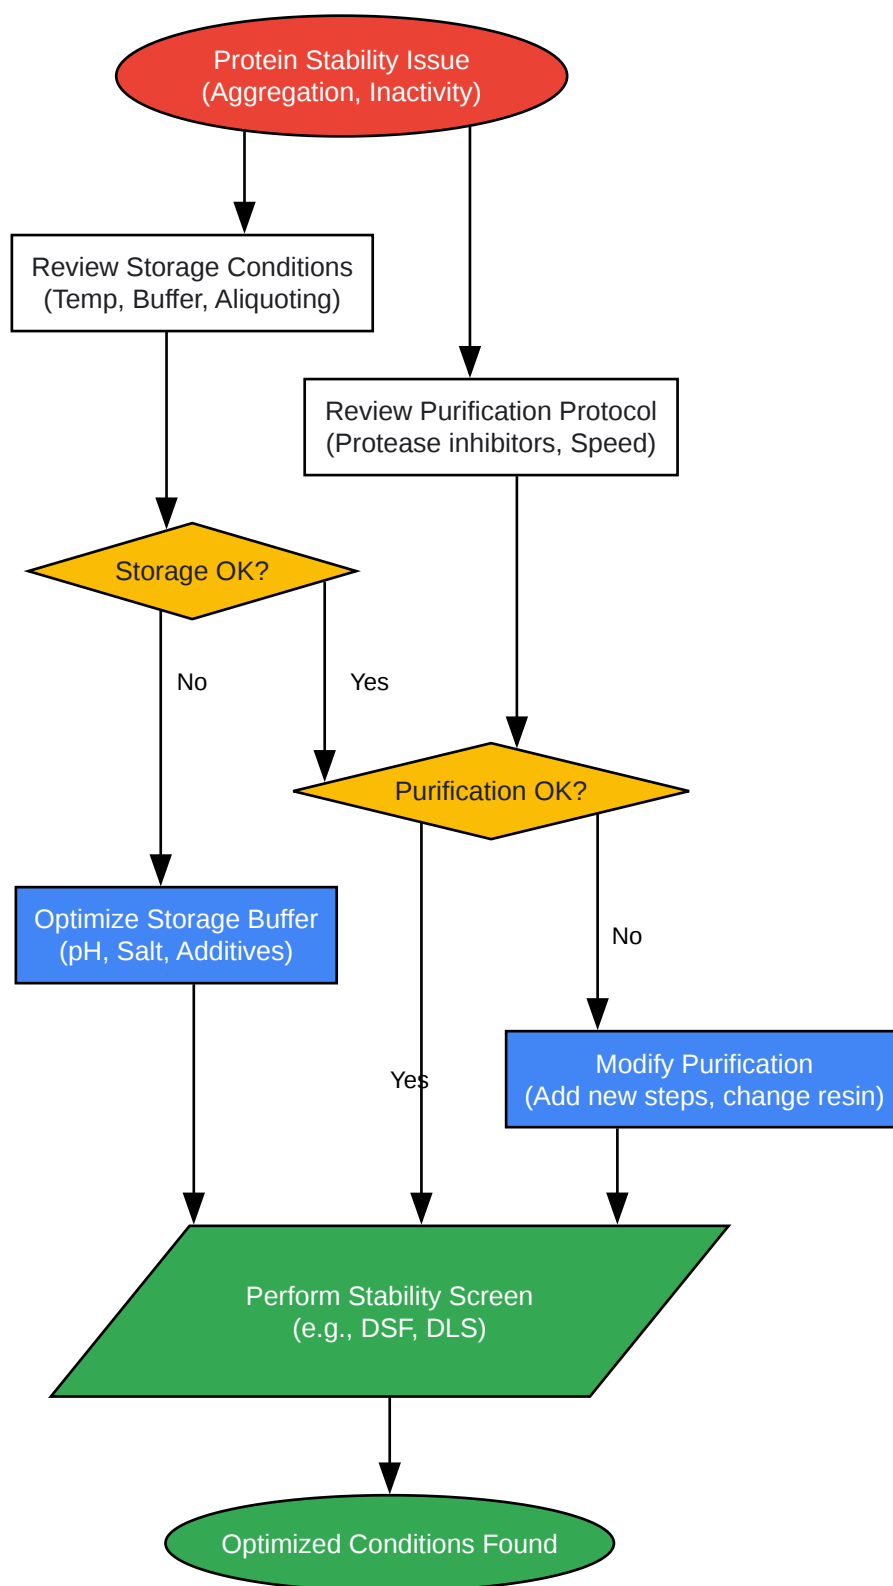 Protein Stability Issue
(Aggregation, Inactivity)
Review Storage Conditions
(Temp, Buffer, Aliquoting)
Review Purification Protocol
(Protease inhibitors, Speed)
Storage OK?
No
Yes
Purification OK?
Optimize Storage Buffer
(pH, Salt, Additives)
No
Modify Purification
(Add new steps, change resin)
Yes
Perform Stability Screen
(e.g., DSF, DLS)
Optimized Conditions Found